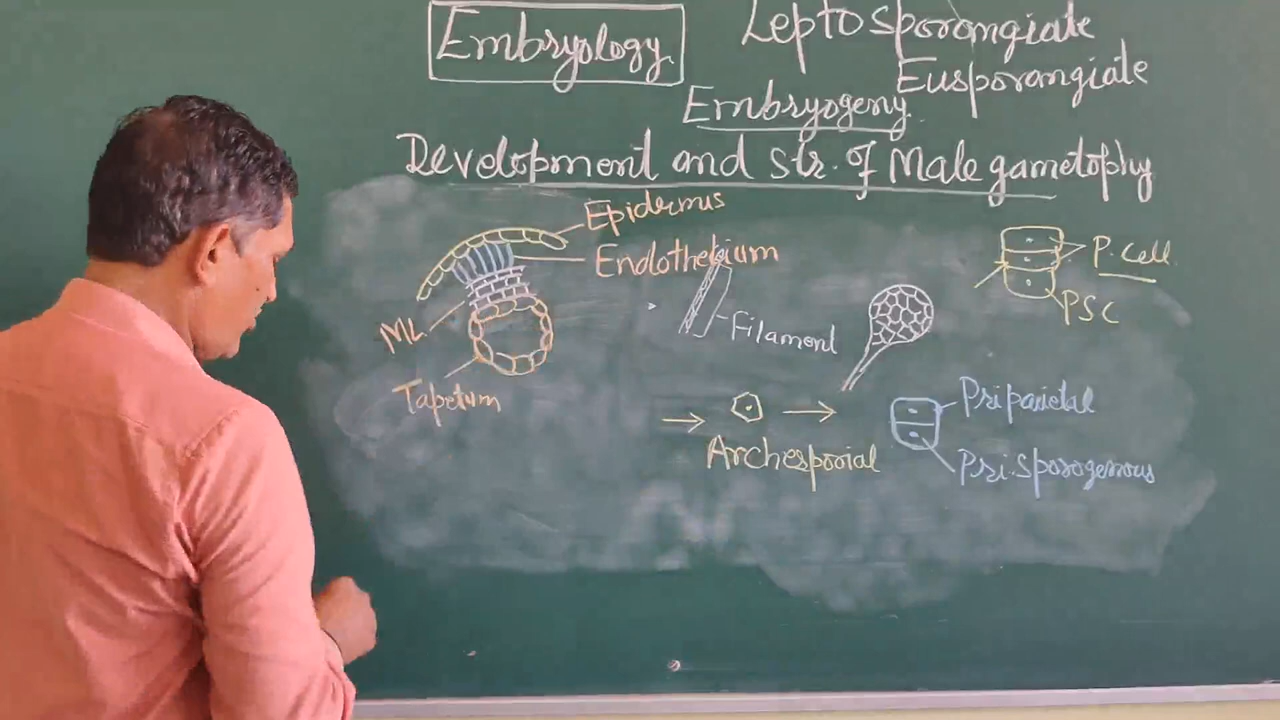 Embryology
Leptosporangiate
Eusporangiate
Embryogeny
Development and Str. of Male gametophy
Epidermus
Endothecium
ML
Tapetum
Filament
P. Cell
PSC
Archesporial
Pri parietal
Pri. Sporogenous